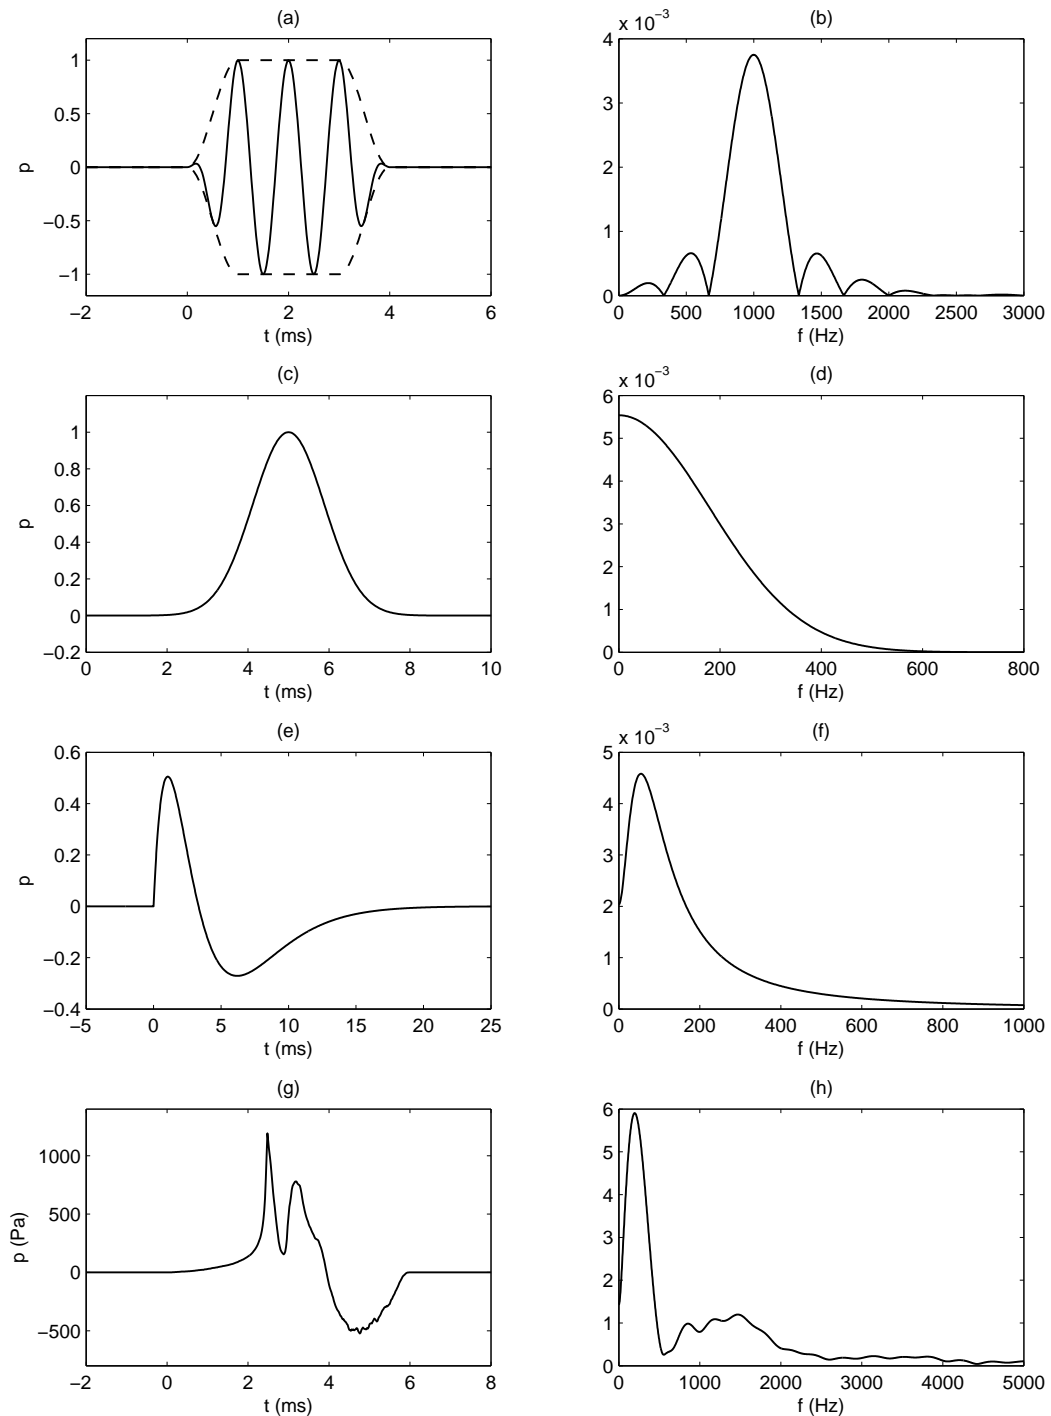 (a)
1
0.5
0
−0.5
−1
p
−2 0 2 4 6
t (ms)
(b)
x 10−3
4
3
2
1
0
0 500 1000 1500 2000 2500 3000
f (Hz)
(c)
1
0.8
0.6
0.4
0.2
0
−0.2
p
0 2 4 6 8 10
t (ms)
(d)
x 10−3
6
5
4
3
2
1
0
0 200 400 600 800
f (Hz)
(e)
0.6
0.4
0.2
0
−0.2
−0.4
p
−5 0 5 10 15 20 25
t (ms)
(f)
x 10−3
5
4
3
2
1
0
0 200 400 600 800 1000
f (Hz)
(g)
1000
500
0
−500
p (Pa)
−2 0 2 4 6 8
t (ms)
(h)
6
5
4
3
2
1
0
0 1000 2000 3000 4000 5000
f (Hz)